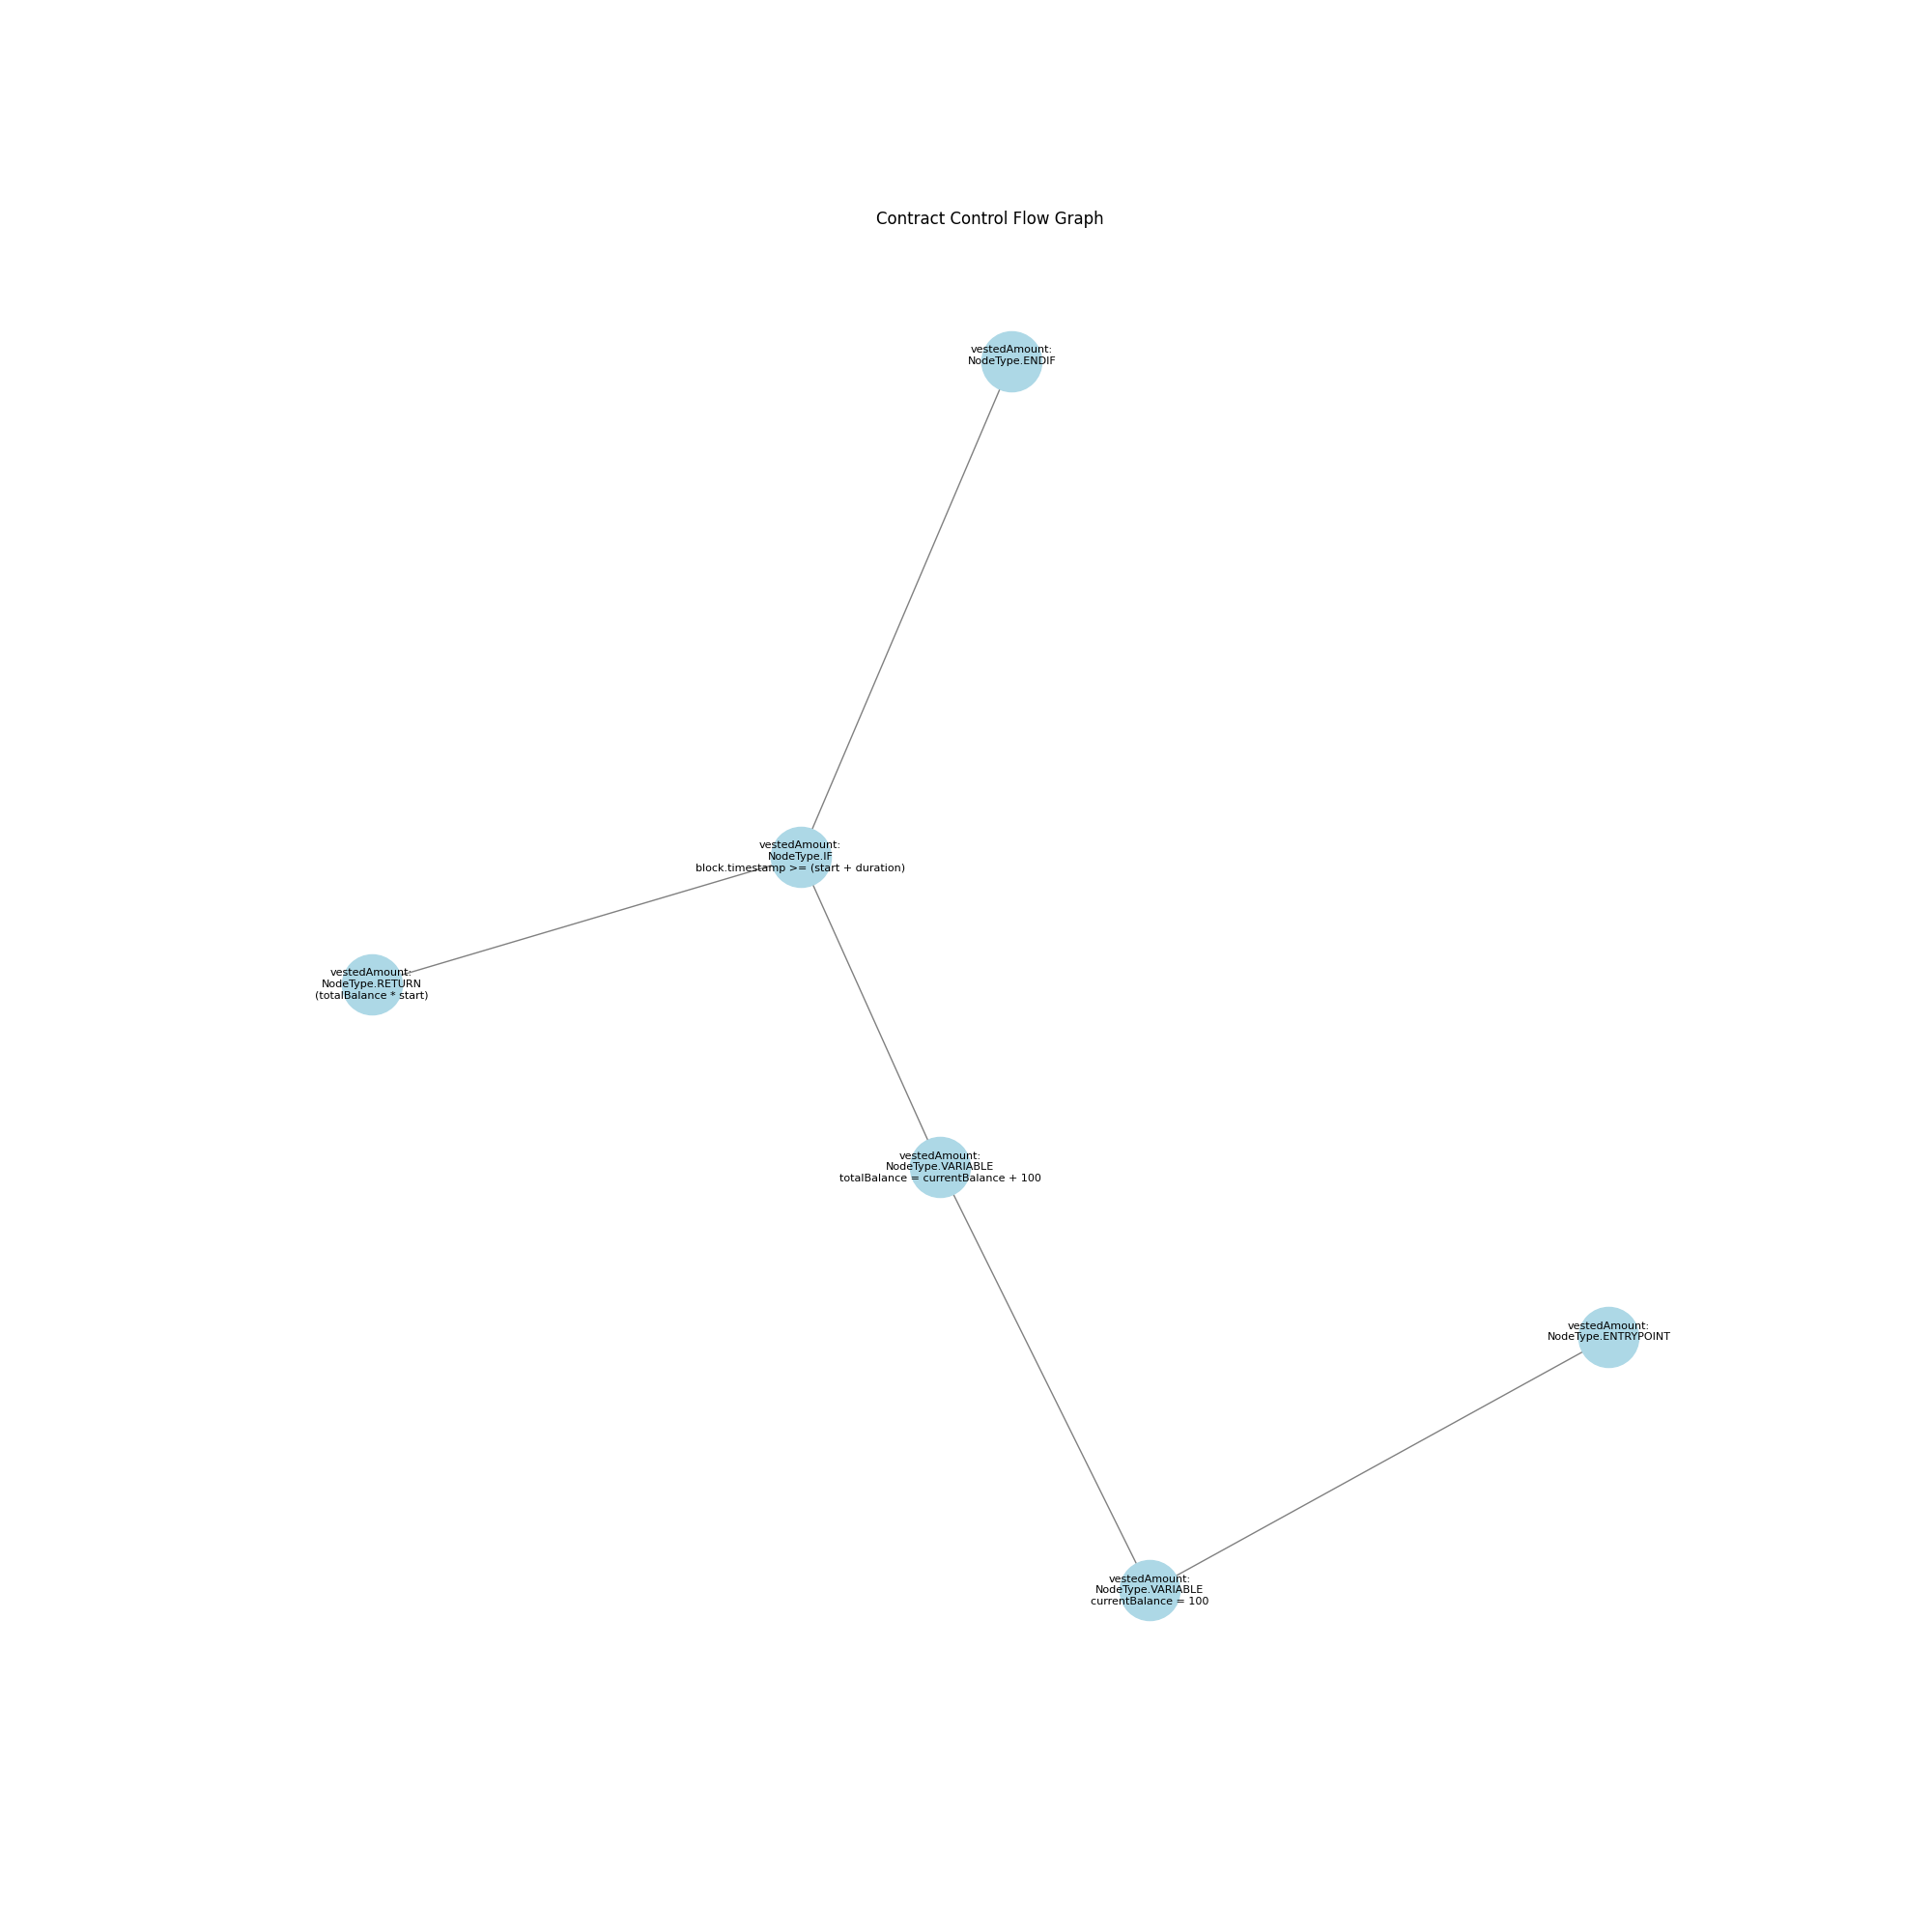 Contract Control Flow Graph
vestedAmount:
NodeType.ENDIF
vestedAmount:
NodeType.IF
block.timestamp >= (start + duration)
vestedAmount:
NodeType.RETURN
(totalBalance * start)
vestedAmount:
NodeType.VARIABLE
totalBalance = currentBalance + 100
vestedAmount:
NodeType.ENTRYPOINT
vestedAmount:
NodeType.VARIABLE
currentBalance = 100